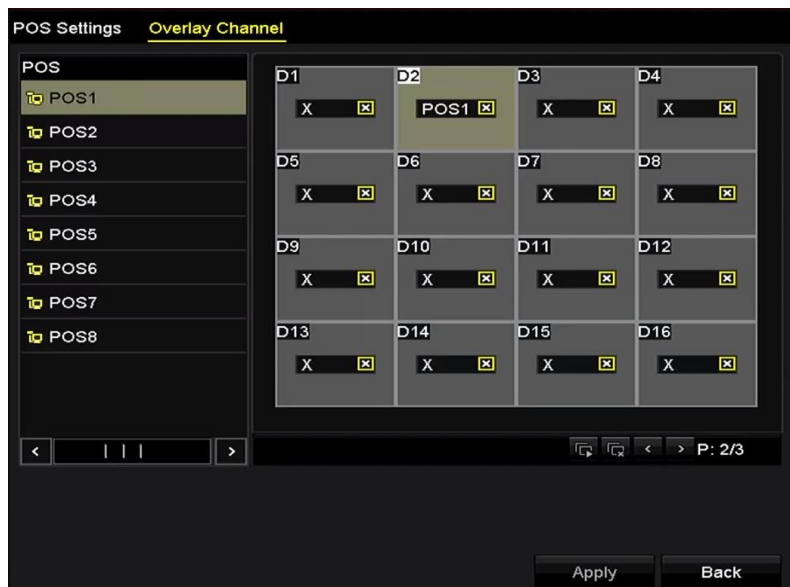 POS Settings Overlay Channel
POS
POS1
POS2
POS3
POS4
POS5
POS6
POS7
POS8
D1 D2 D3 D4
X POS1 X X
D5 D6 D7 D8
X X X X
D9 D10 D11 D12
X X X X
D13 D14 D15 D16
X X X X
P: 2/3
Apply Back